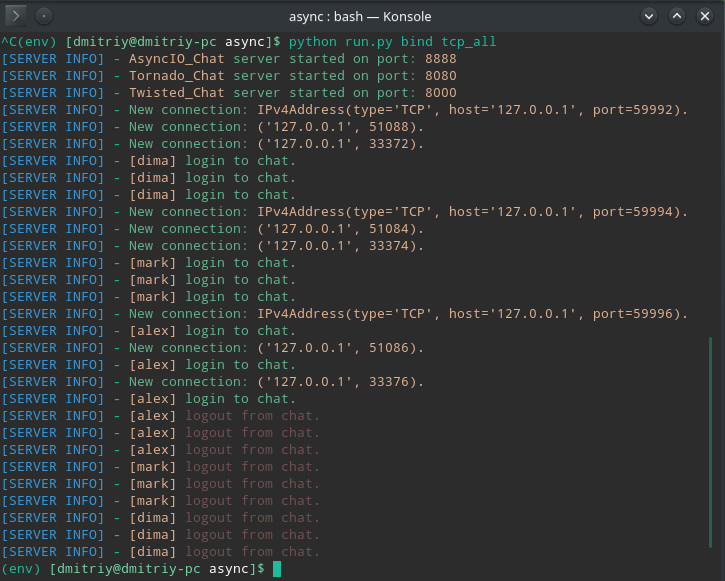 async : bash — Konsole
^C(env) [dmitriy@dmitriy-pc async]$ python run.py bind tcp_all
[SERVER INFO] - AsyncIO_Chat server started on port: 8888
[SERVER INFO] - Tornado_Chat server started on port: 8080
[SERVER INFO] - Twisted_Chat server started on port: 8000
[SERVER INFO] - New connection: IPv4Address(type='TCP', host='127.0.0.1', port=59992).
[SERVER INFO] - New connection: ('127.0.0.1', 51088).
[SERVER INFO] - New connection: ('127.0.0.1', 33372).
[SERVER INFO] - [dima] login to chat.
[SERVER INFO] - [dima] login to chat.
[SERVER INFO] - [dima] login to chat.
[SERVER INFO] - New connection: IPv4Address(type='TCP', host='127.0.0.1', port=59994).
[SERVER INFO] - New connection: ('127.0.0.1', 51084).
[SERVER INFO] - New connection: ('127.0.0.1', 33374).
[SERVER INFO] - [mark] login to chat.
[SERVER INFO] - [mark] login to chat.
[SERVER INFO] - [mark] login to chat.
[SERVER INFO] - New connection: IPv4Address(type='TCP', host='127.0.0.1', port=59996).
[SERVER INFO] - [alex] login to chat.
[SERVER INFO] - New connection: ('127.0.0.1', 51086).
[SERVER INFO] - [alex] login to chat.
[SERVER INFO] - New connection: ('127.0.0.1', 33376).
[SERVER INFO] - [alex] login to chat.
[SERVER INFO] - [alex] logout from chat.
[SERVER INFO] - [alex] logout from chat.
[SERVER INFO] - [alex] logout from chat.
[SERVER INFO] - [mark] logout from chat.
[SERVER INFO] - [mark] logout from chat.
[SERVER INFO] - [mark] logout from chat.
[SERVER INFO] - [dima] logout from chat.
[SERVER INFO] - [dima] logout from chat.
[SERVER INFO] - [dima] logout from chat.
(env) [dmitriy@dmitriy-pc async]$